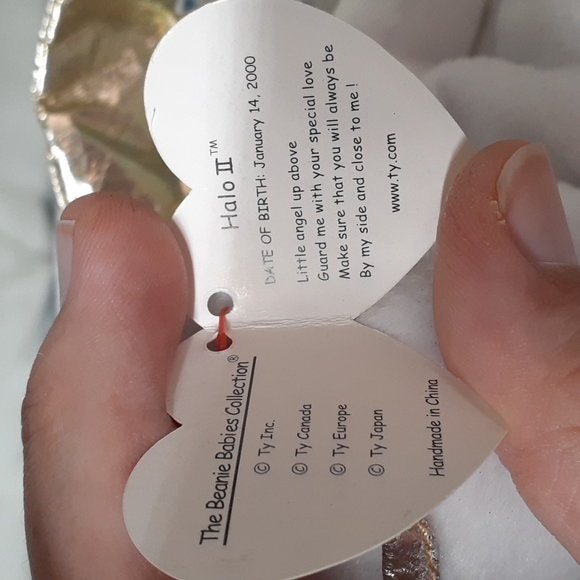 The Beanie Babies Collection®
© Ty Inc.
© Ty Canada
© Ty Europe
© Ty Japan
Handmade in China
Halo II™
DATE OF BIRTH: January 14, 2000
Little angel up above
Guard me with your special love
Make sure that you will always be
By my side and close to me !
www.ty.com